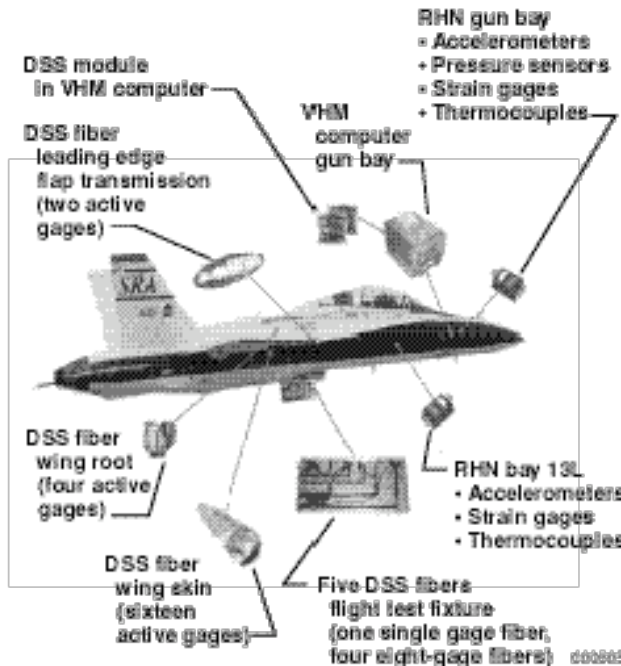 RHN gun bay
• Accelerometers
• Pressure sensors
• Strain gages
• Thermocouples
DSS module
in VHM computer
VHM
computer
gun bay
DSS fiber
leading edge
flap transmission
(two active
gages)
SRA
DSS fiber
wing root
(four active
gages)
RHN bay 13L
• Accelerometers
• Strain gages
• Thermocouples
DSS fiber
wing skin
(sixteen
active gages)
Five DSS fibers
flight test fixture
(one single gage fiber,
four eight-gage fibers)